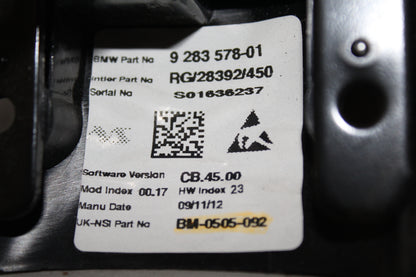 BMW Part No 9 283 578-01
Intier Part No RG/28392/450
Serial No S01636237
Software Version CB.45.00
Mod Index 00.17 HW Index 23
Manu Date 09/11/12
UK-NSI Part No BM-0505-092